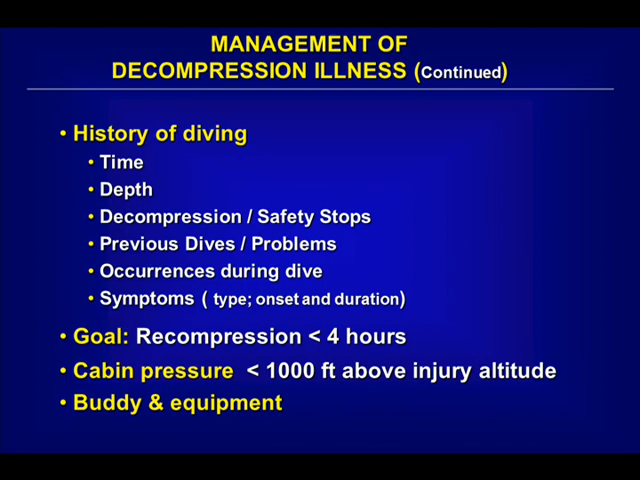 MANAGEMENT OF
DECOMPRESSION ILLNESS (Continued)
• History of diving
• Time
• Depth
• Decompression / Safety Stops
• Previous Dives / Problems
• Occurrences during dive
• Symptoms ( type; onset and duration)
• Goal: Recompression < 4 hours
• Cabin pressure < 1000 ft above injury altitude
• Buddy & equipment